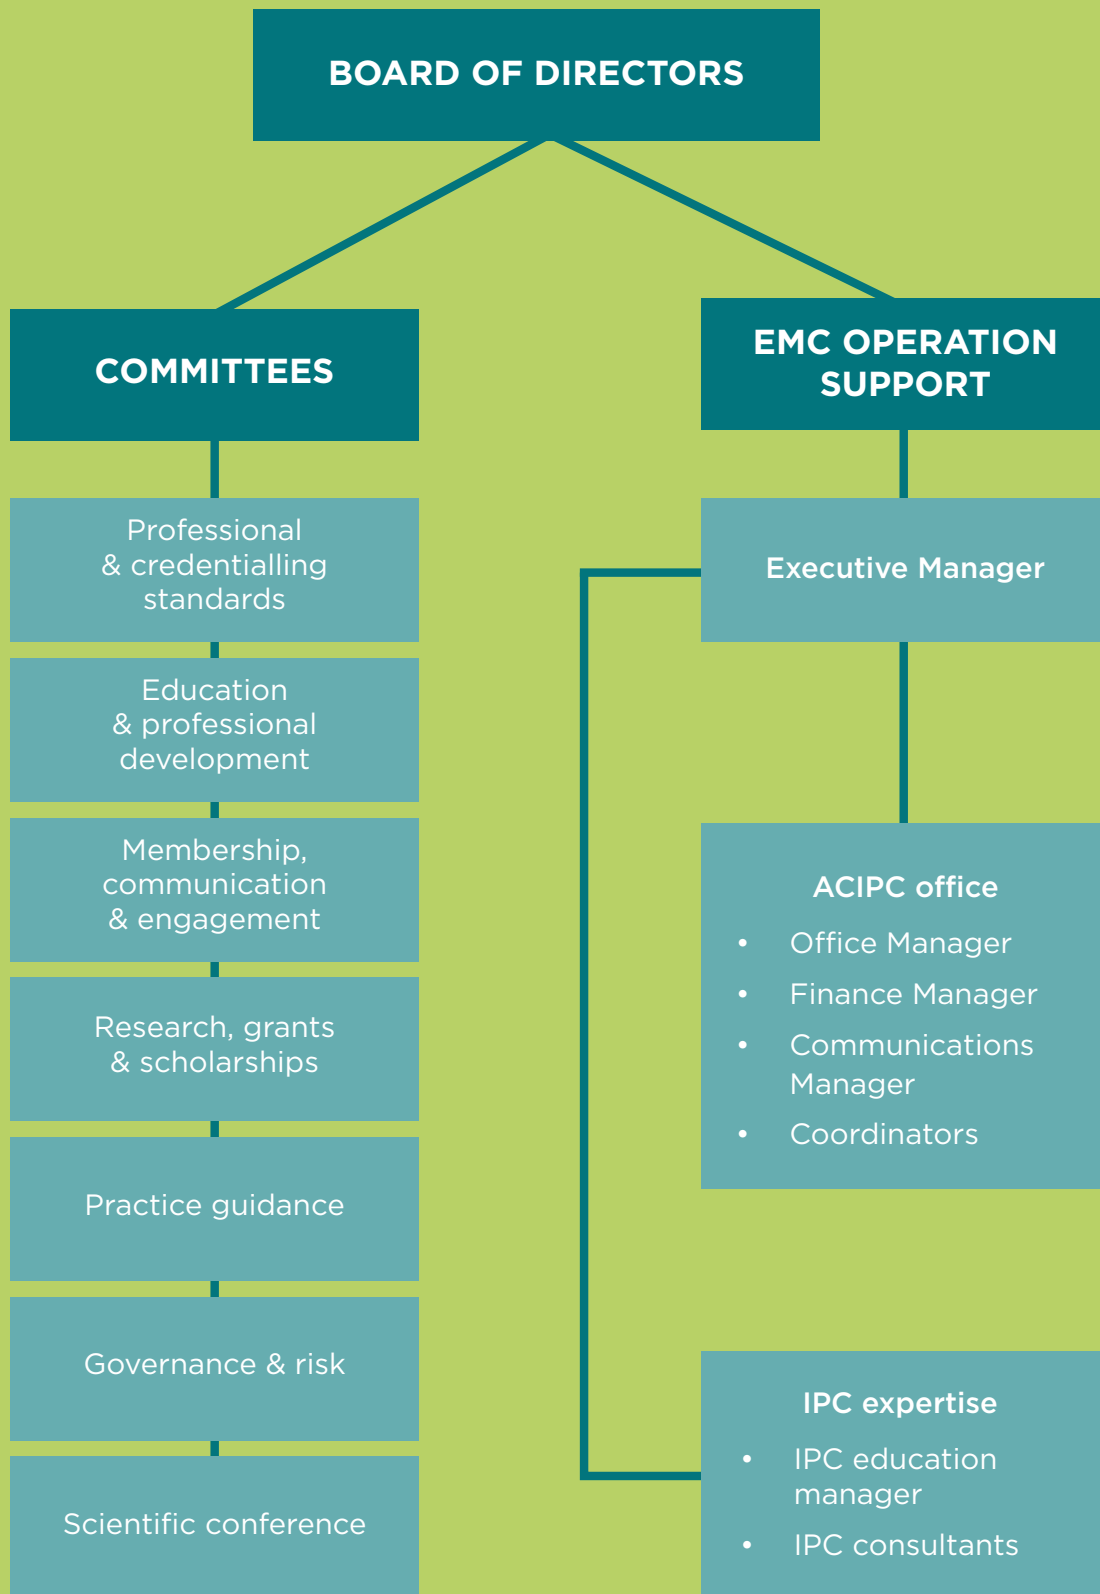 BOARD OF DIRECTORS
COMMITTEES
Professional
& credentialling
standards
Education
& professional
development
Membership,
communication
& engagement
Research, grants
& scholarships
Practice guidance
Governance & risk
Scientific conference
EMC OPERATION
SUPPORT
Executive Manager
ACIPC office
• Office Manager
• Finance Manager
• Communications
Manager
• Coordinators
IPC expertise
• IPC education
manager
• IPC consultants